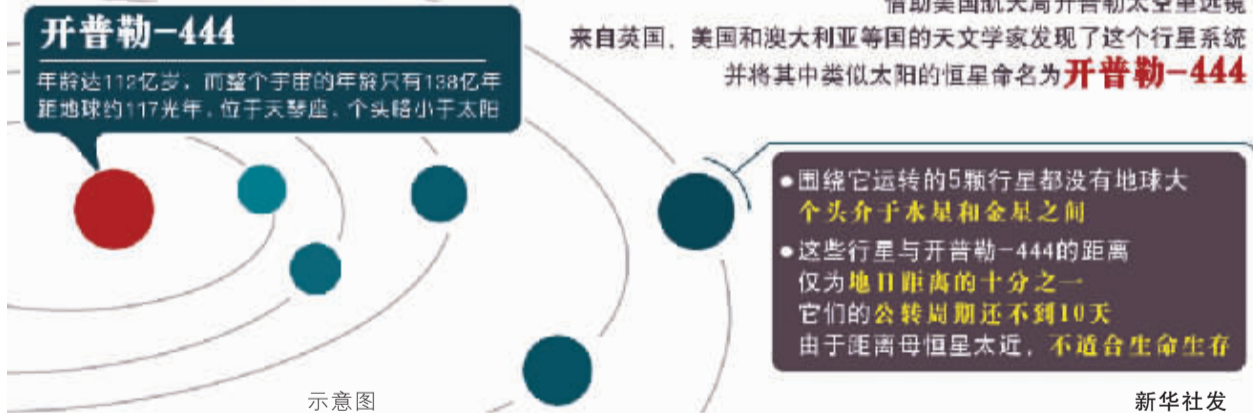 开普勒-444
年龄达112亿岁，而整个宇宙的年龄只有138亿年
距地球约117光年，位于天琴座，个头略小于太阳
借助美国航天局开普勒太空望远镜
来自英国、美国和澳大利亚等国的天文学家发现了这个行星系统
并将其中类似太阳的恒星命名为开普勒-444
●围绕它运转的5颗行星都没有地球大
个头介于水星和金星之间
●这些行星与开普勒-444的距离
仅为地日距离的十分之一
它们的公转周期还不到10天
由于距离母恒星太近，不适合生命生存
示意图
新华社发